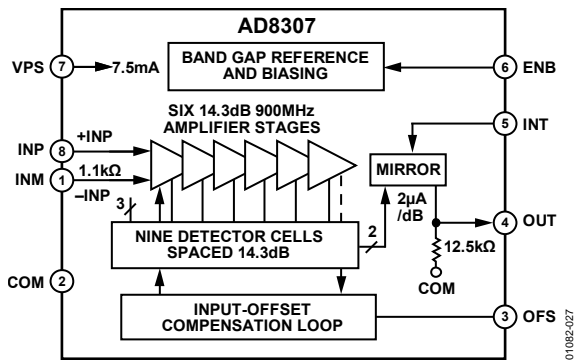 AD8307
VPS 7 7.5mA
BAND GAP REFERENCE
AND BIASING
6 ENB
SIX 14.3dB 900MHz
AMPLIFIER STAGES
5 INT
INP 8 +INP
INM 1 1.1kΩ
–INP
MIRROR
2µA
/dB
4 OUT
3
2
12.5kΩ
COM
NINE DETECTOR CELLS
SPACED 14.3dB
COM 2
INPUT-OFFSET
COMPENSATION LOOP
3 OFS
01082-027